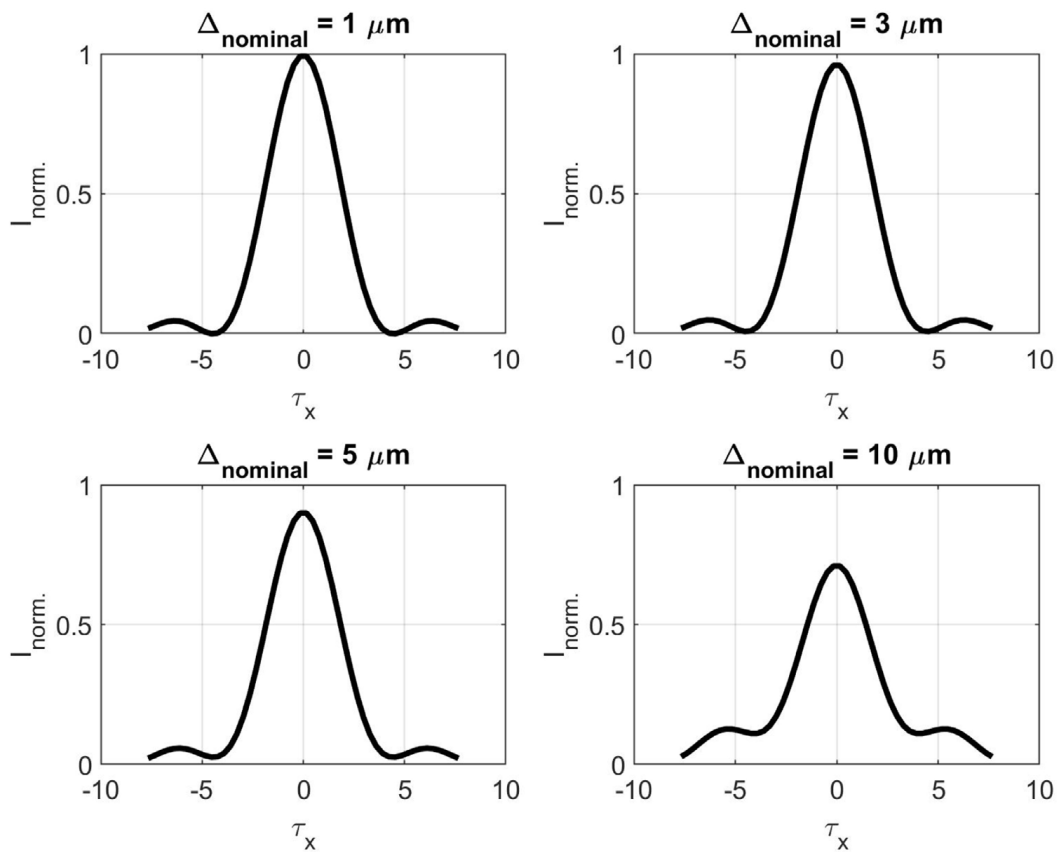 Δnominal = 1 μm
1
0.5
0
Inorm.
-10 -5 0 5 10
τx
Δnominal = 3 μm
1
0.5
0
Inorm.
-10 -5 0 5 10
τx
Δnominal = 5 μm
1
0.5
0
Inorm.
-10 -5 0 5 10
τx
Δnominal = 10 μm
1
0.5
0
Inorm.
-10 -5 0 5 10
τx